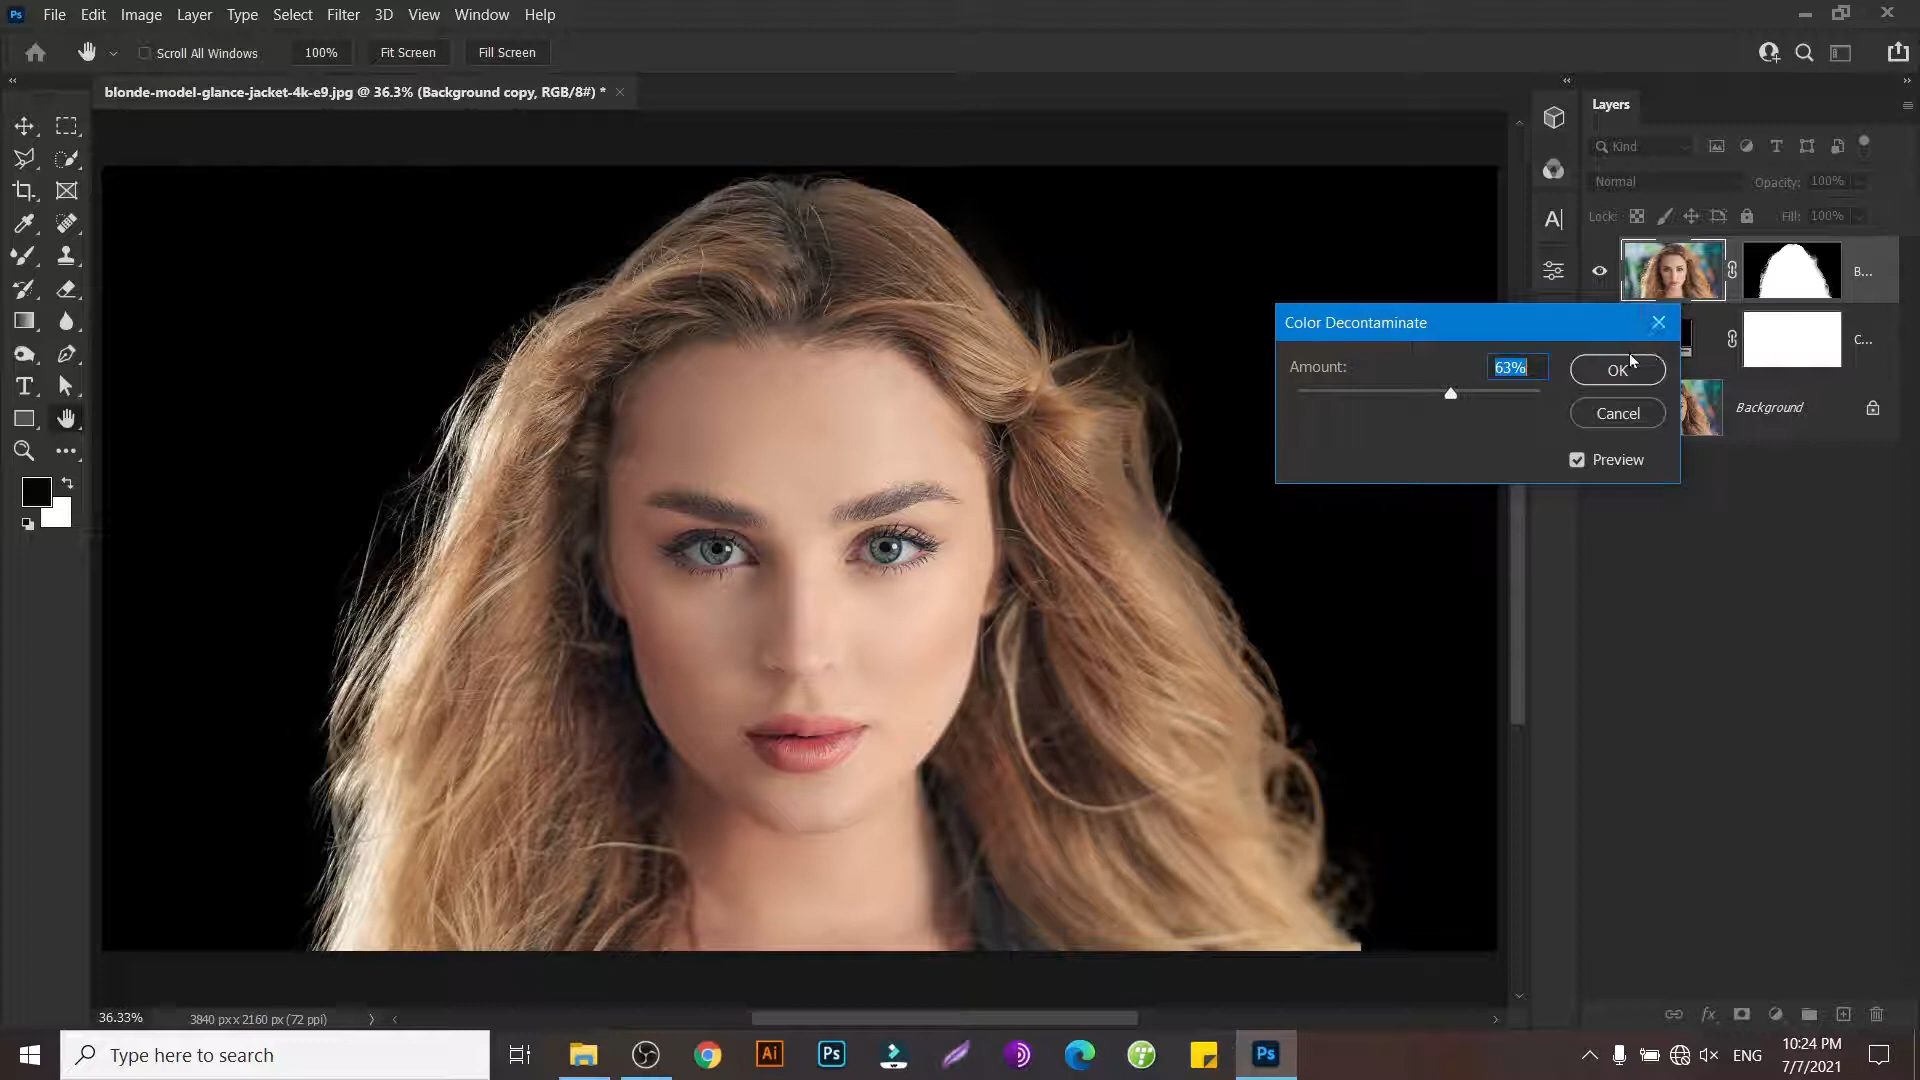 Ps File Edit Image Layer Type Select Filter 3D View Window Help
Scroll All Windows 100% Fit Screen Fill Screen
blonde-model-glance-jacket-4k-e9.jpg @ 36.3% (Background copy, RGB/8#) *
Layers
Kind
Normal Opacity: 100%
Lock: Fill: 100%
B...
Color Decontaminate
C...
Amount: 63% OK
Background
Cancel
Preview
36.33% 3840 px x 2160 px (72 ppi)
Type here to search
Ai Ps Ps
ENG
10:24 PM
7/7/2021